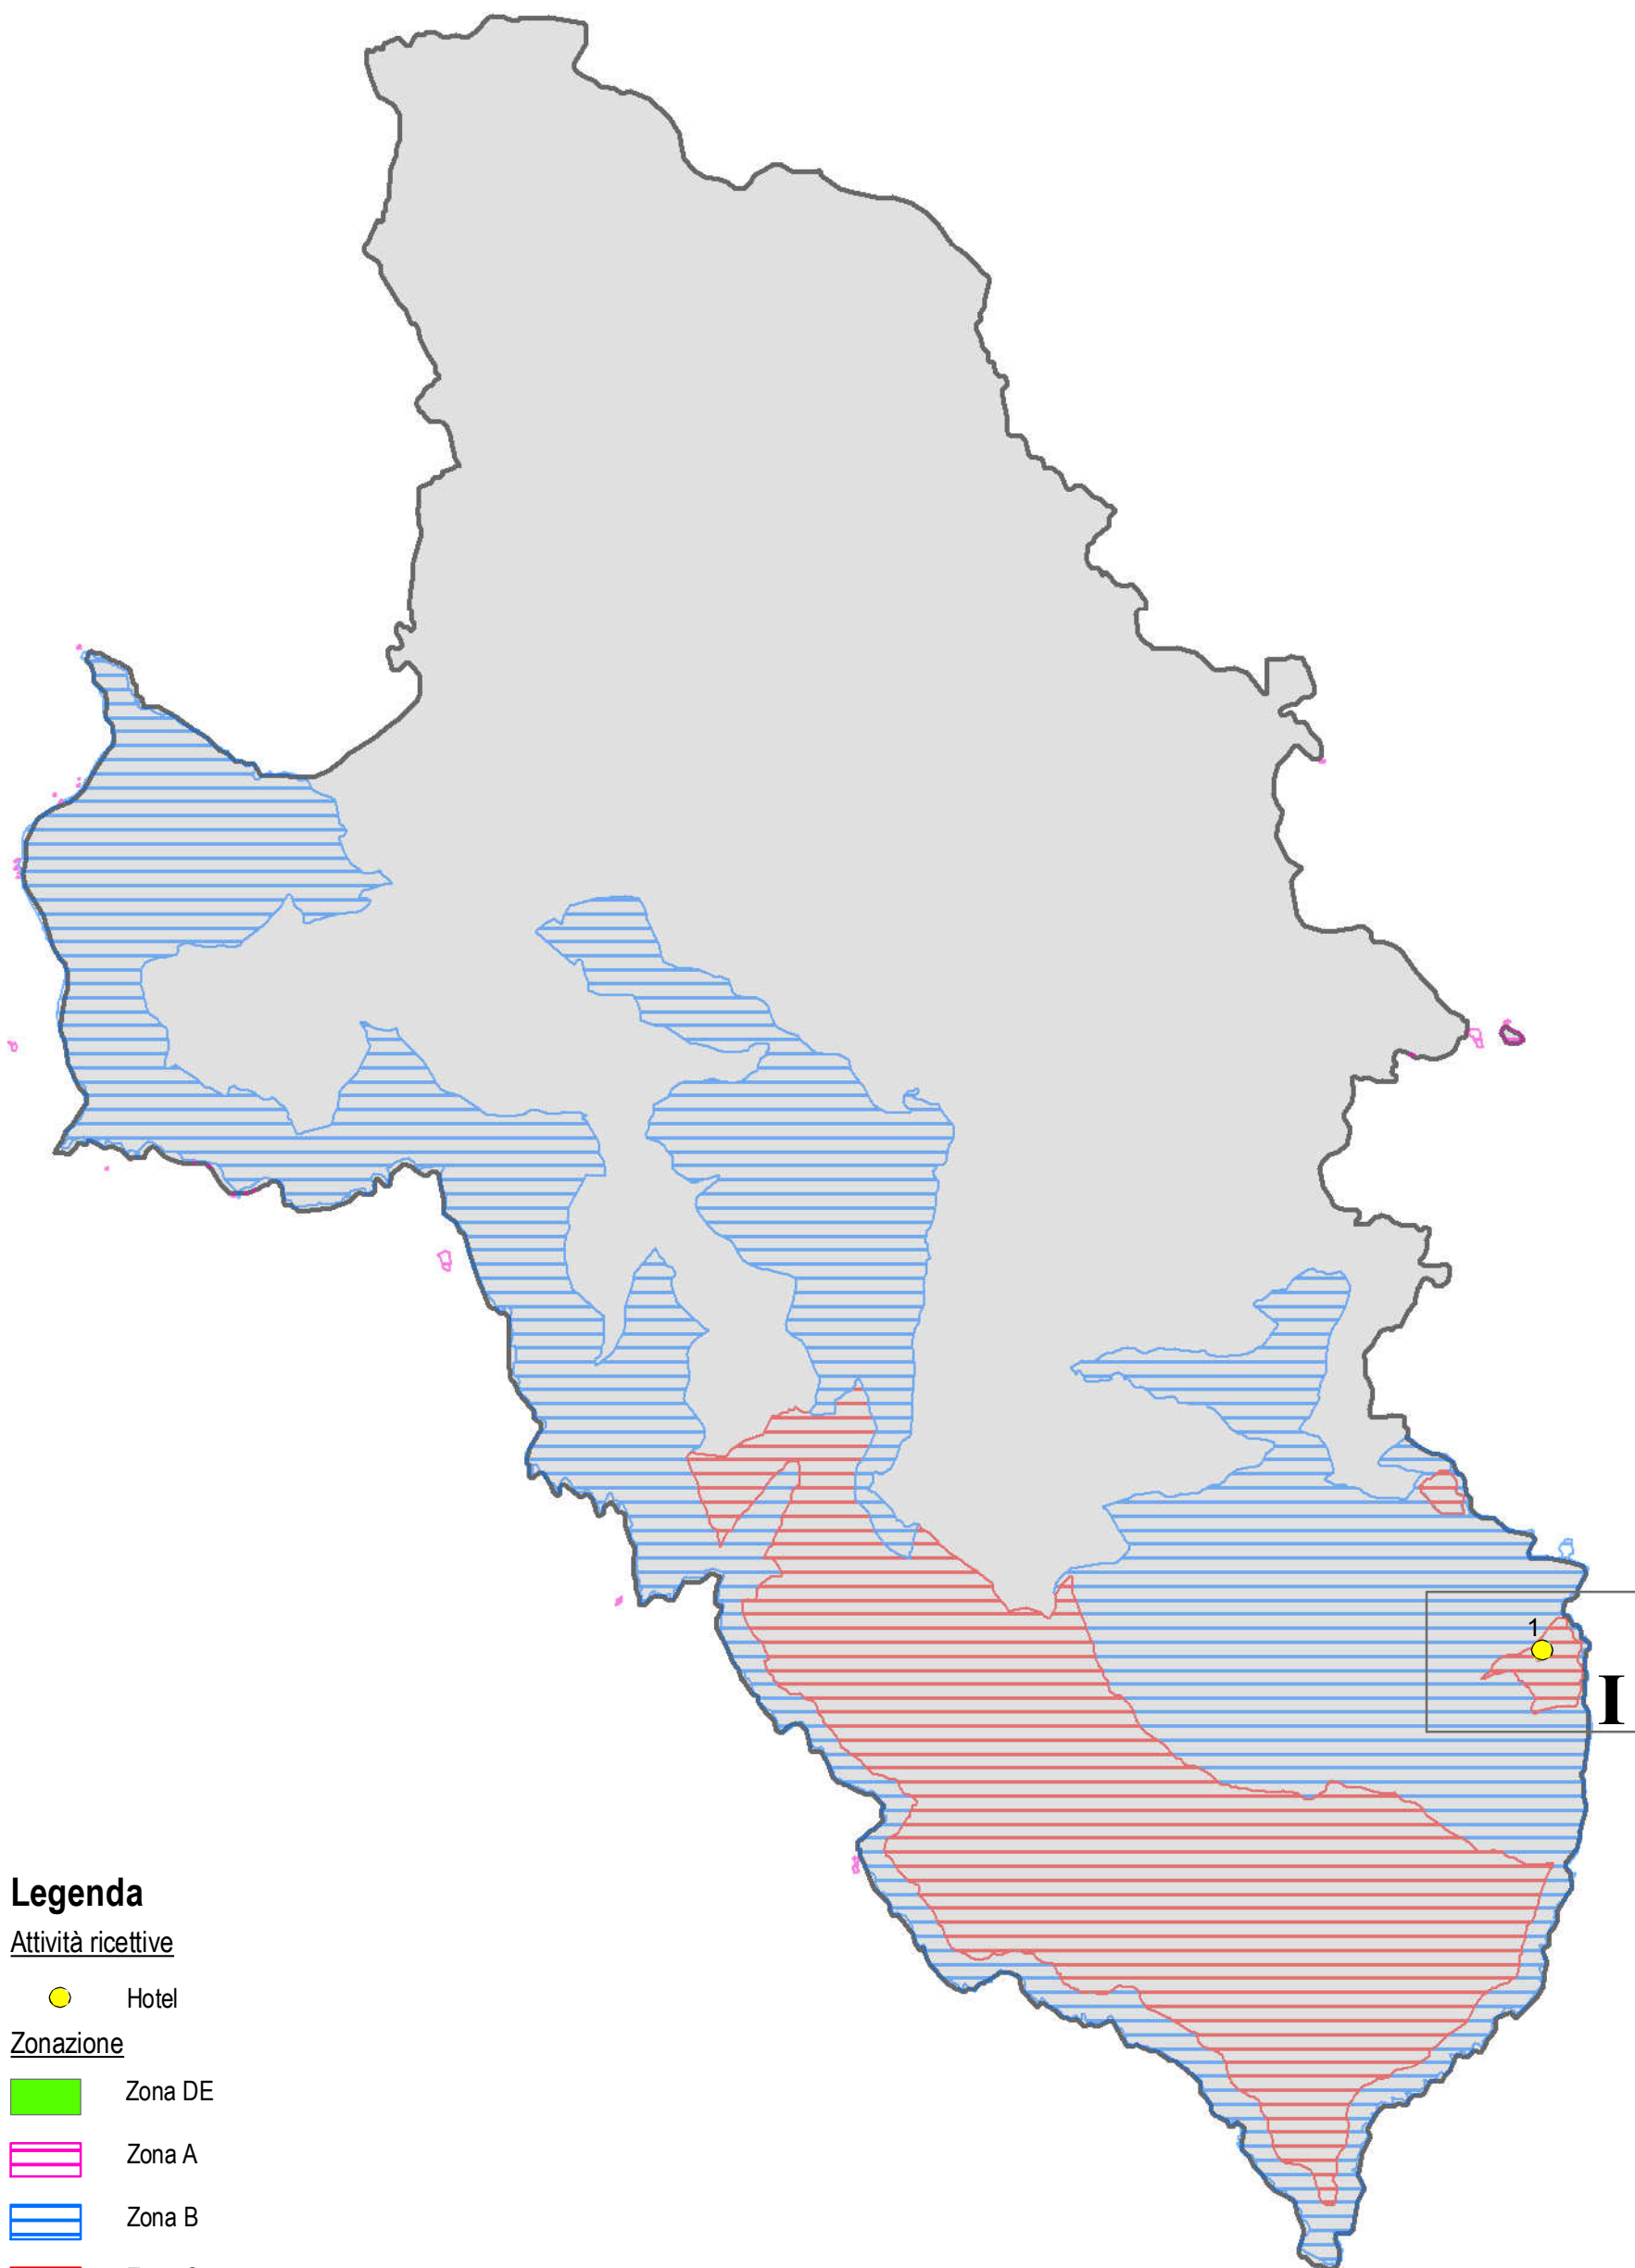 1
I
Legenda
Attività ricettive
Hotel
Zonazione
Zona DE
Zona A
Zona B